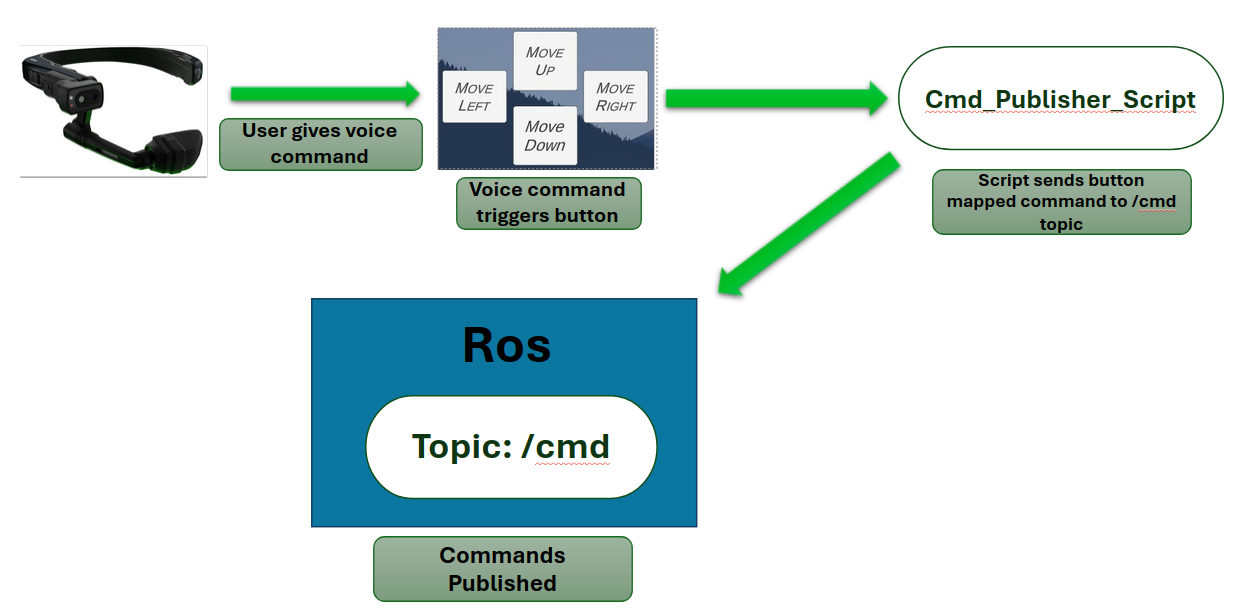 MOVE
UP
MOVE
LEFT
MOVE
RIGHT
Move
Down
Cmd_Publisher_Script
User gives voice
command
Voice command
triggers button
Script sends button
mapped command to /cmd
topic
Ros
Topic: /cmd
Commands
Published